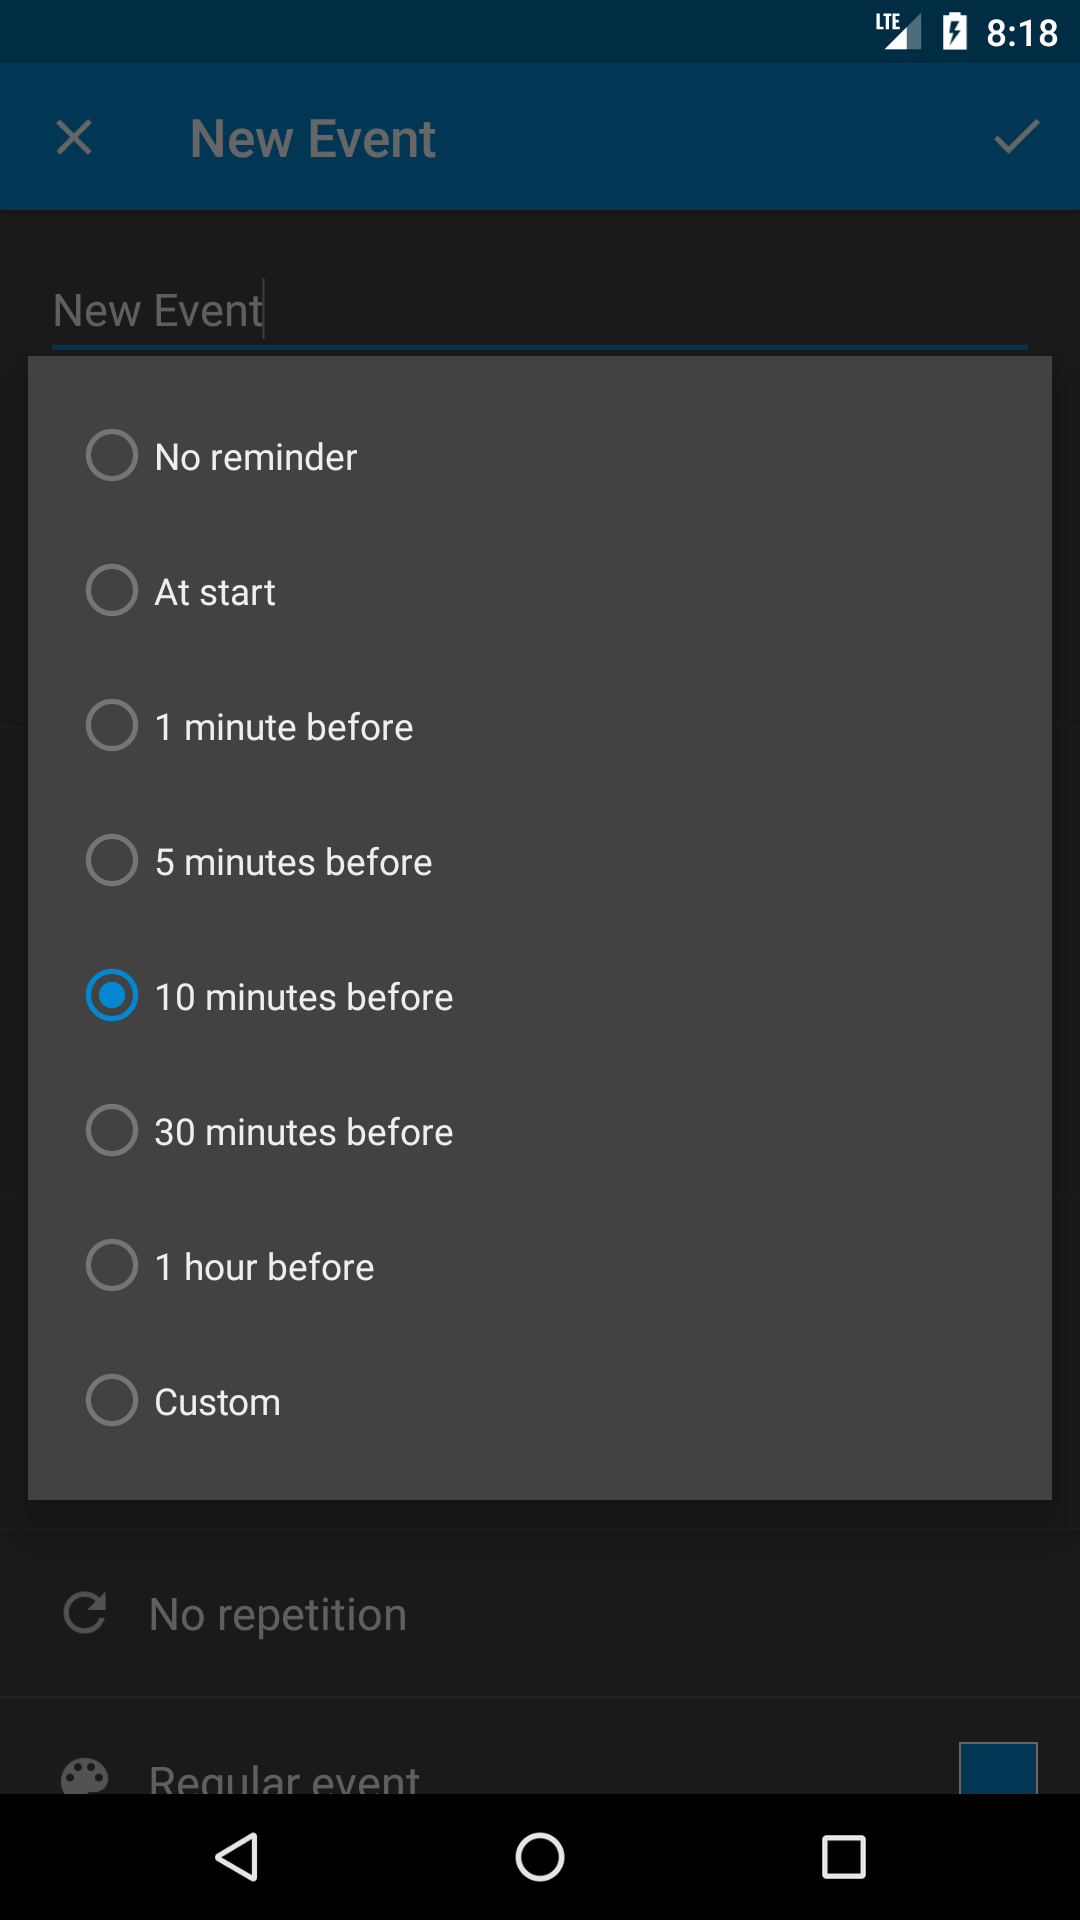 LTE 8:18
New Event
New Event
No reminder
At start
1 minute before
5 minutes before
10 minutes before
30 minutes before
1 hour before
Custom
No repetition
Regular event